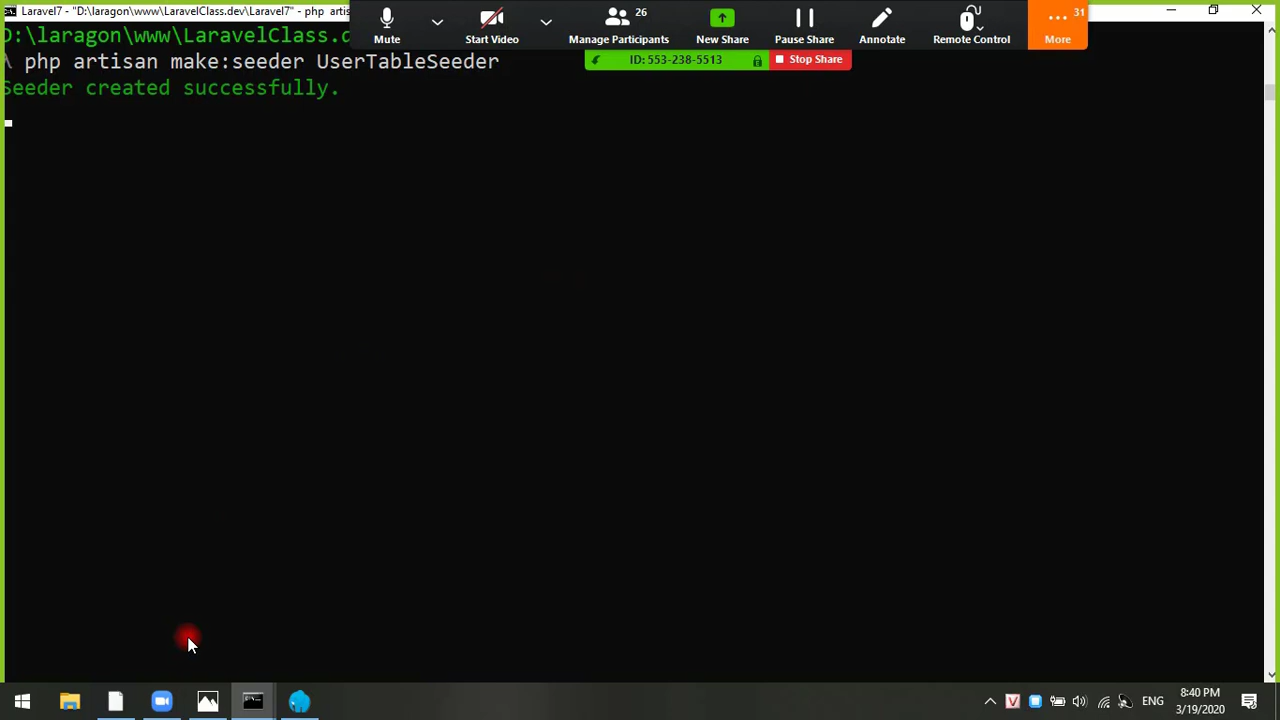 Laravel7 - "D:\laragon\www\LaravelClass.dev\Laravel7" - php artis
D:\laragon\www\LaravelClass.d
λ php artisan make:seeder UserTableSeeder
Seeder created successfully.
Mute
Start Video
26
Manage Participants
New Share
Pause Share
Annotate
Remote Control
31
More
ID: 553-238-5513
Stop Share
ENG
8:40 PM
3/19/2020